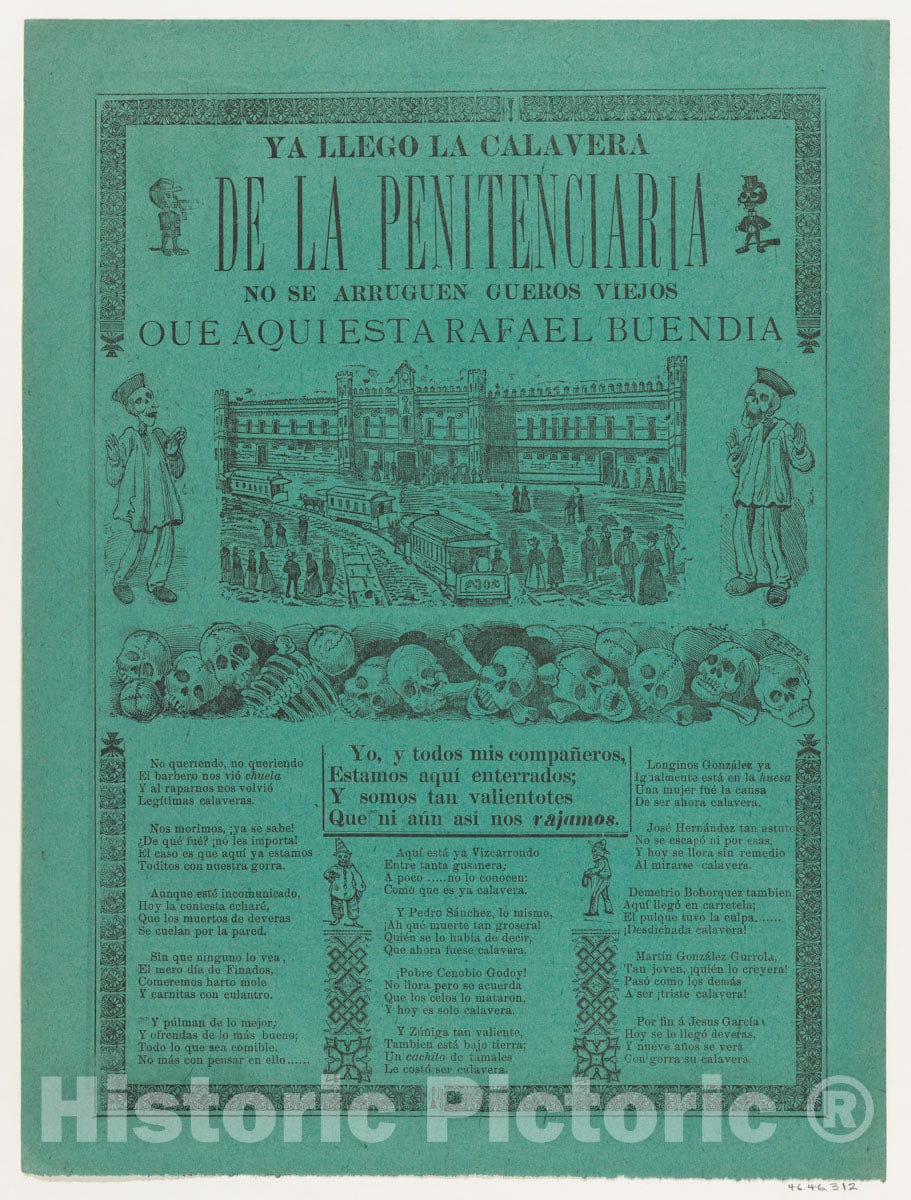 YA LLEGO LA CALAVERA
DE LA PENITENCIARIA
NO SE ARRUGUEN GUEROS VIEJOS
QUE AQUI ESTA RAFAEL BUENDIA
No queriendo, no queriendo
El barbero nos vió chuela
Y al raparnos nos volvió
Legítimas calaveras.
Nos morimos, ¡ya se sabe!
¿De qué fué? ¡no les importa!
El caso es que aquí ya estamos
Toditos con nuestra gorra.
Aunque esté incomunicado,
Hoy la contesta echaré,
Que los muertos de deveras
Se cuelan por la pared.
Sin que ninguno lo vea,
El mero día de Finados,
Comeremos harto mole
Y carnitas con culantro.
Y púlman de lo mejor,
Y ofrendas de lo más bueno;
Todo lo que sea comible,
No más con pensar en ello......
Yo, y todos mis compañeros,
Estamos aquí enterrados;
Y somos tan valientotes
Que ni aún así nos rajamos.
Aquí está ya Vizcarrondo
Entre tanta gusanera;
A poco......no lo conocen:
Como que es ya calavera.
Y Pedro Sánchez, lo mismo,
¡Ah qué muerte tan grosera!
Quién se lo había de decir,
Que ahora fuese calavera.
¡Pobre Cenobio Godoy!
No llora pero se acuerda
Que los celos lo mataron,
Y hoy es solo calavera.
Y Zúñiga tan valiente,
Tambien está bajo tierra;
Un cachito de tamales
Le costó ser calavera.
Longinos González ya
Igualmente está en la huesa
Una mujer fué la causa
De ser ahora calavera.
José Hernández tan astuto
No se escapó ni por esas,
Y hoy se llora sin remedio
Al mirarse calavera.
Demetrio Bohorquez tambien
Aquí llegó en carretela;
El pulque tuvo la culpa......
¡Desdichada calavera!
Martín González Gurrola,
Tan joven, ¡quién lo creyera!
Pasó como los demás
A ser ¡triste calavera!
Por fin á Jesus García
Hoy se le llegó deveras,
Y nueve años se verá
Con gorra su calavera.
Historic Pictoric ®
46.46.312